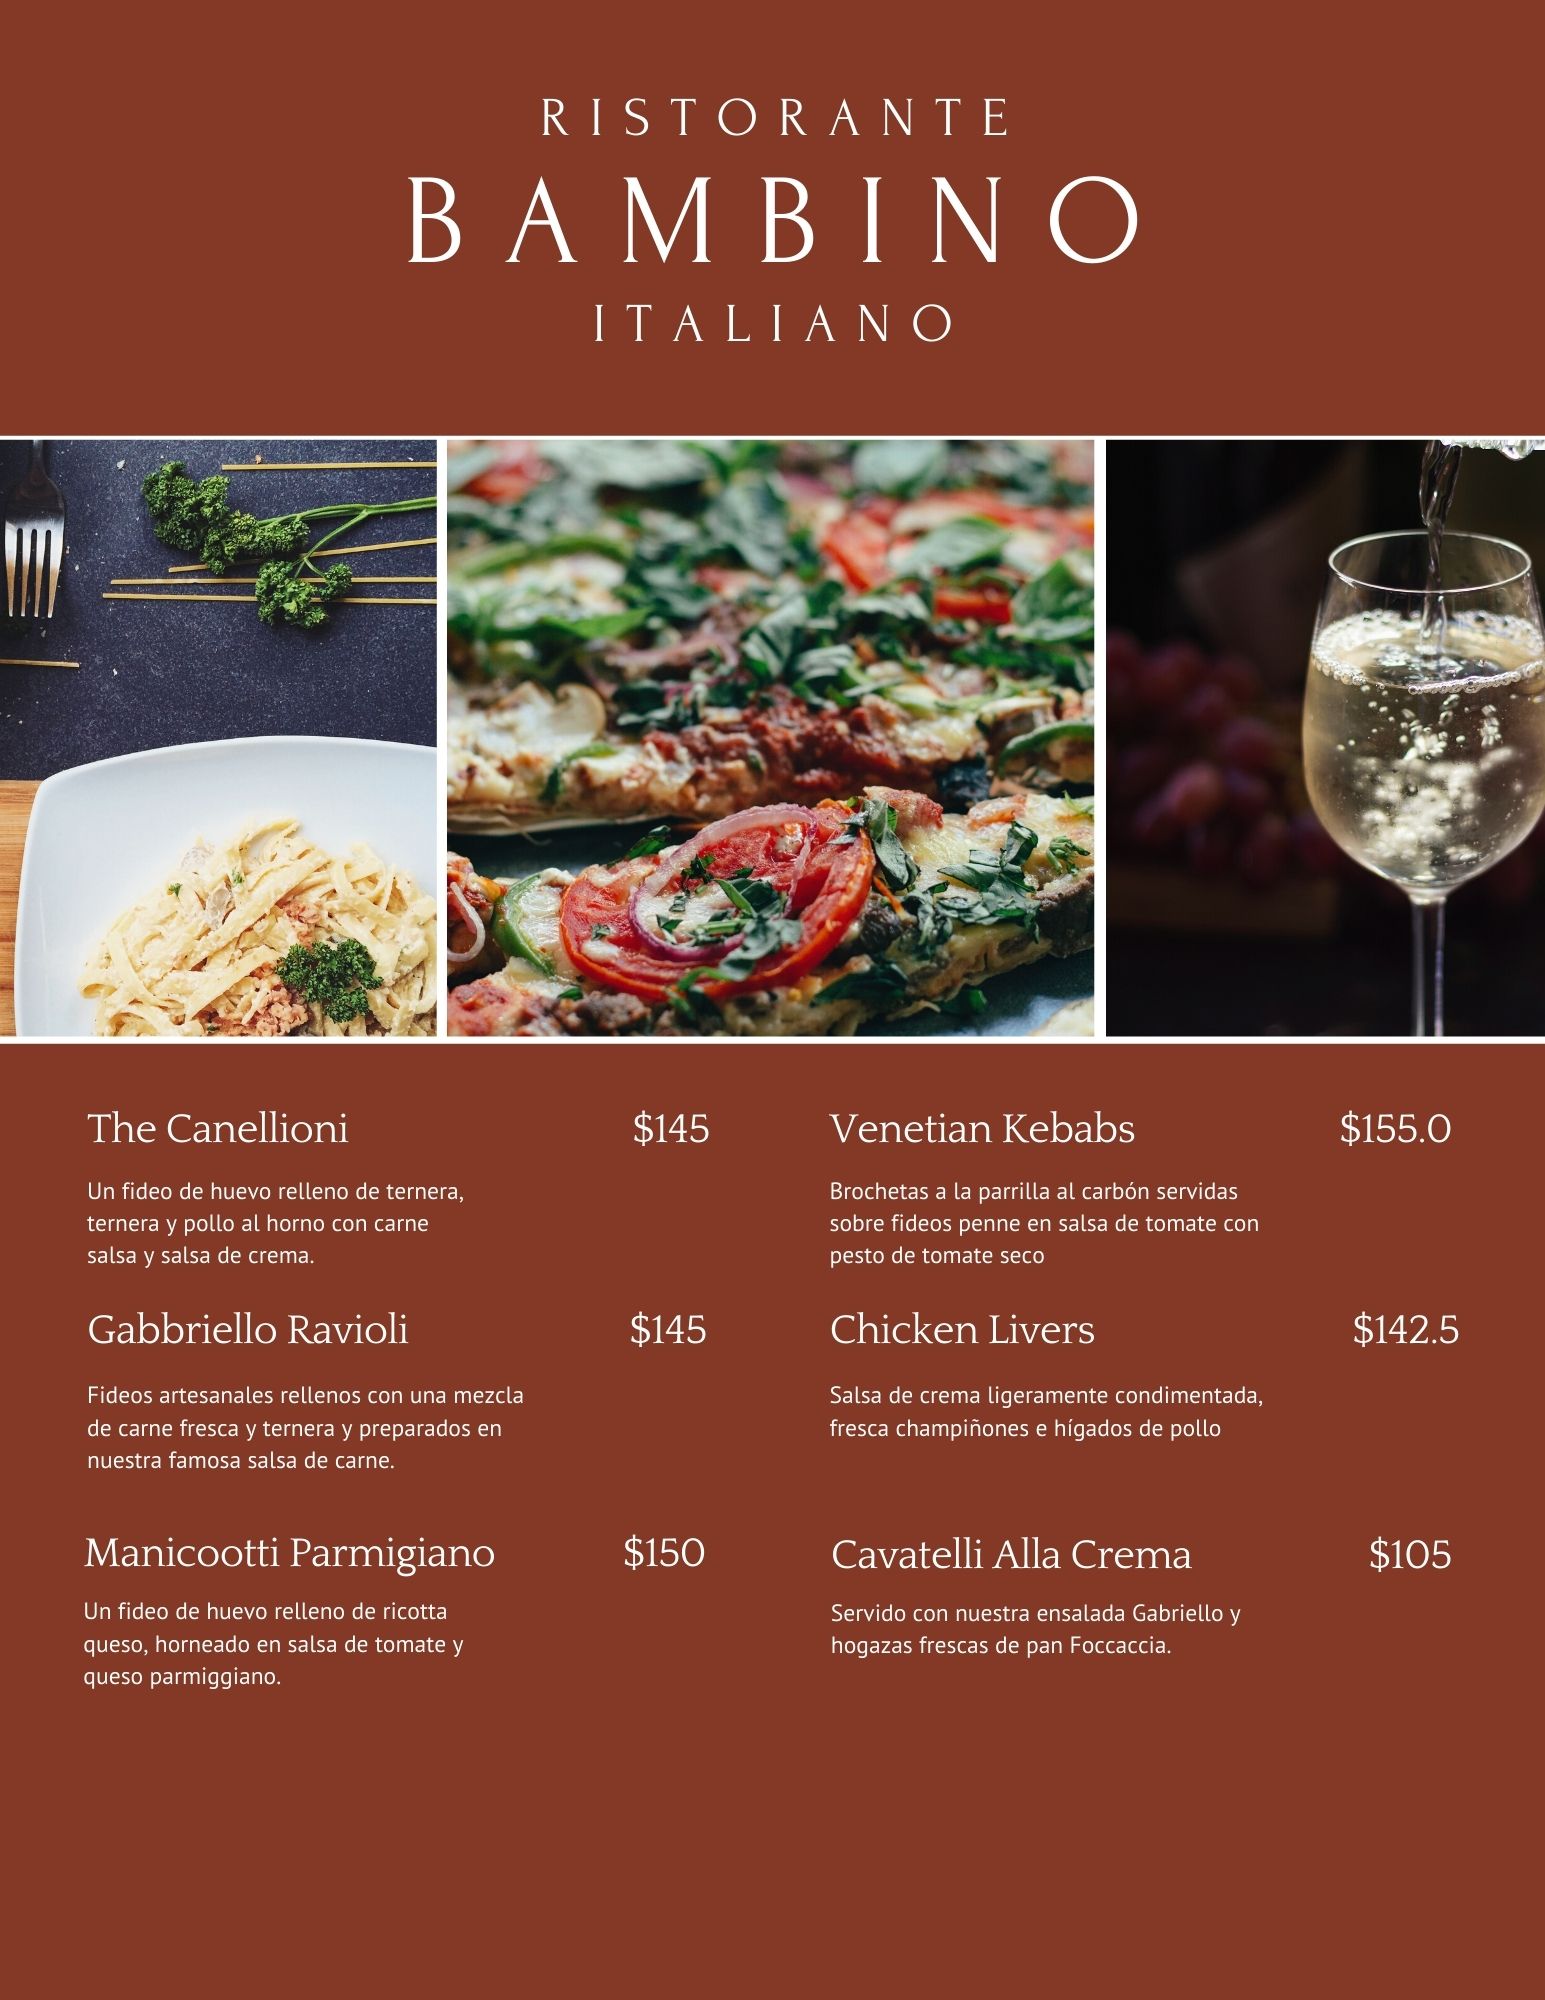 RISTORANTE
BAMBINO
ITALIANO
The Canellioni $145
Un fideo de huevo relleno de ternera,
ternera y pollo al horno con carne
salsa y salsa de crema.
Gabbriello Ravioli $145
Fideos artesanales rellenos con una mezcla
de carne fresca y ternera y preparados en
nuestra famosa salsa de carne.
Manicootti Parmigiano $150
Un fideo de huevo relleno de ricotta
queso, horneado en salsa de tomate y
queso parmiggiano.
Venetian Kebabs $155.0
Brochetas a la parrilla al carbón servidas
sobre fideos penne en salsa de tomate con
pesto de tomate seco
Chicken Livers $142.5
Salsa de crema ligeramente condimentada,
fresca champiñones e hígados de pollo
Cavatelli Alla Crema $105
Servido con nuestra ensalada Gabriello y
hogazas frescas de pan Foccaccia.